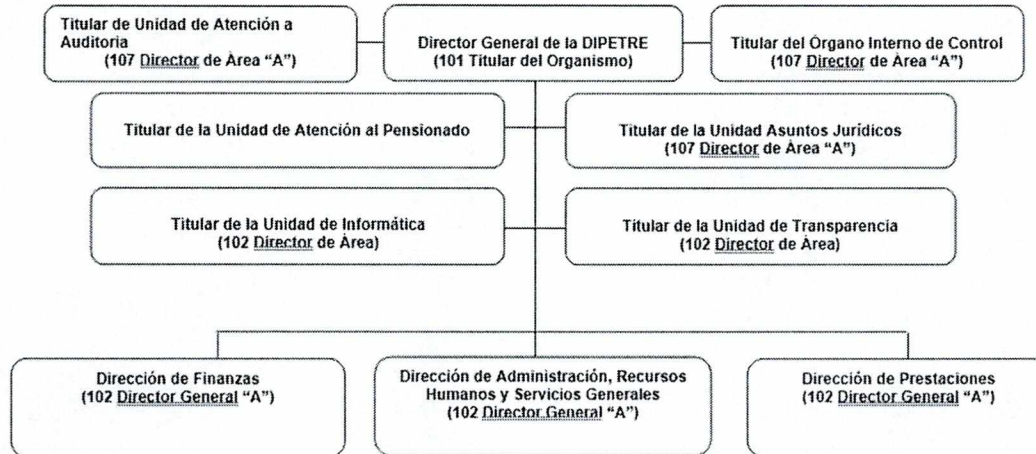 Titular de Unidad de Atención a
Auditoria
(107 Director de Área "A")
Director General de la DIPETRE
(101 Titular del Organismo)
Titular del Órgano Interno de Control
(107 Director de Área "A")
Titular de la Unidad de Atención al Pensionado
Titular de la Unidad Asuntos Jurídicos
(107 Director de Área "A")
Titular de la Unidad de Informática
(102 Director de Área)
Titular de la Unidad de Transparencia
(102 Director de Área)
Dirección de Finanzas
(102 Director General "A")
Dirección de Administración, Recursos
Humanos y Servicios Generales
(102 Director General "A")
Dirección de Prestaciones
(102 Director General "A")